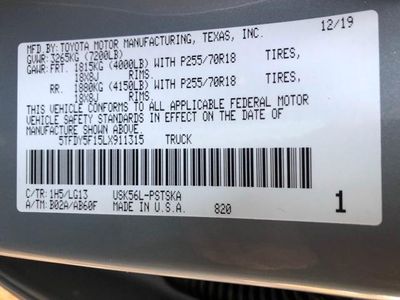 MFD.BY: TOYOTA MOTOR MANUFACTURING, TEXAS, INC. 12/19
GVWR: 3265KG (7200LB)
GAWR: FRT. 1815KG (4000LB) WITH P255/70R18 TIRES,
18X8J RIMS.
RR. 1880KG (4150LB) WITH P255/70R18 TIRES,
18X8J RIMS.
THIS VEHICLE CONFORMS TO ALL APPLICABLE FEDERAL MOTOR
VEHICLE SAFETY STANDARDS IN EFFECT ON THE DATE OF
MANUFACTURE SHOWN ABOVE.
5TFDY5F15LX911315 TRUCK
C/TR: 1H5/LG13 USK56L-PSTSKA
A/TM: B02A/AB60F MADE IN U.S.A. 820 1